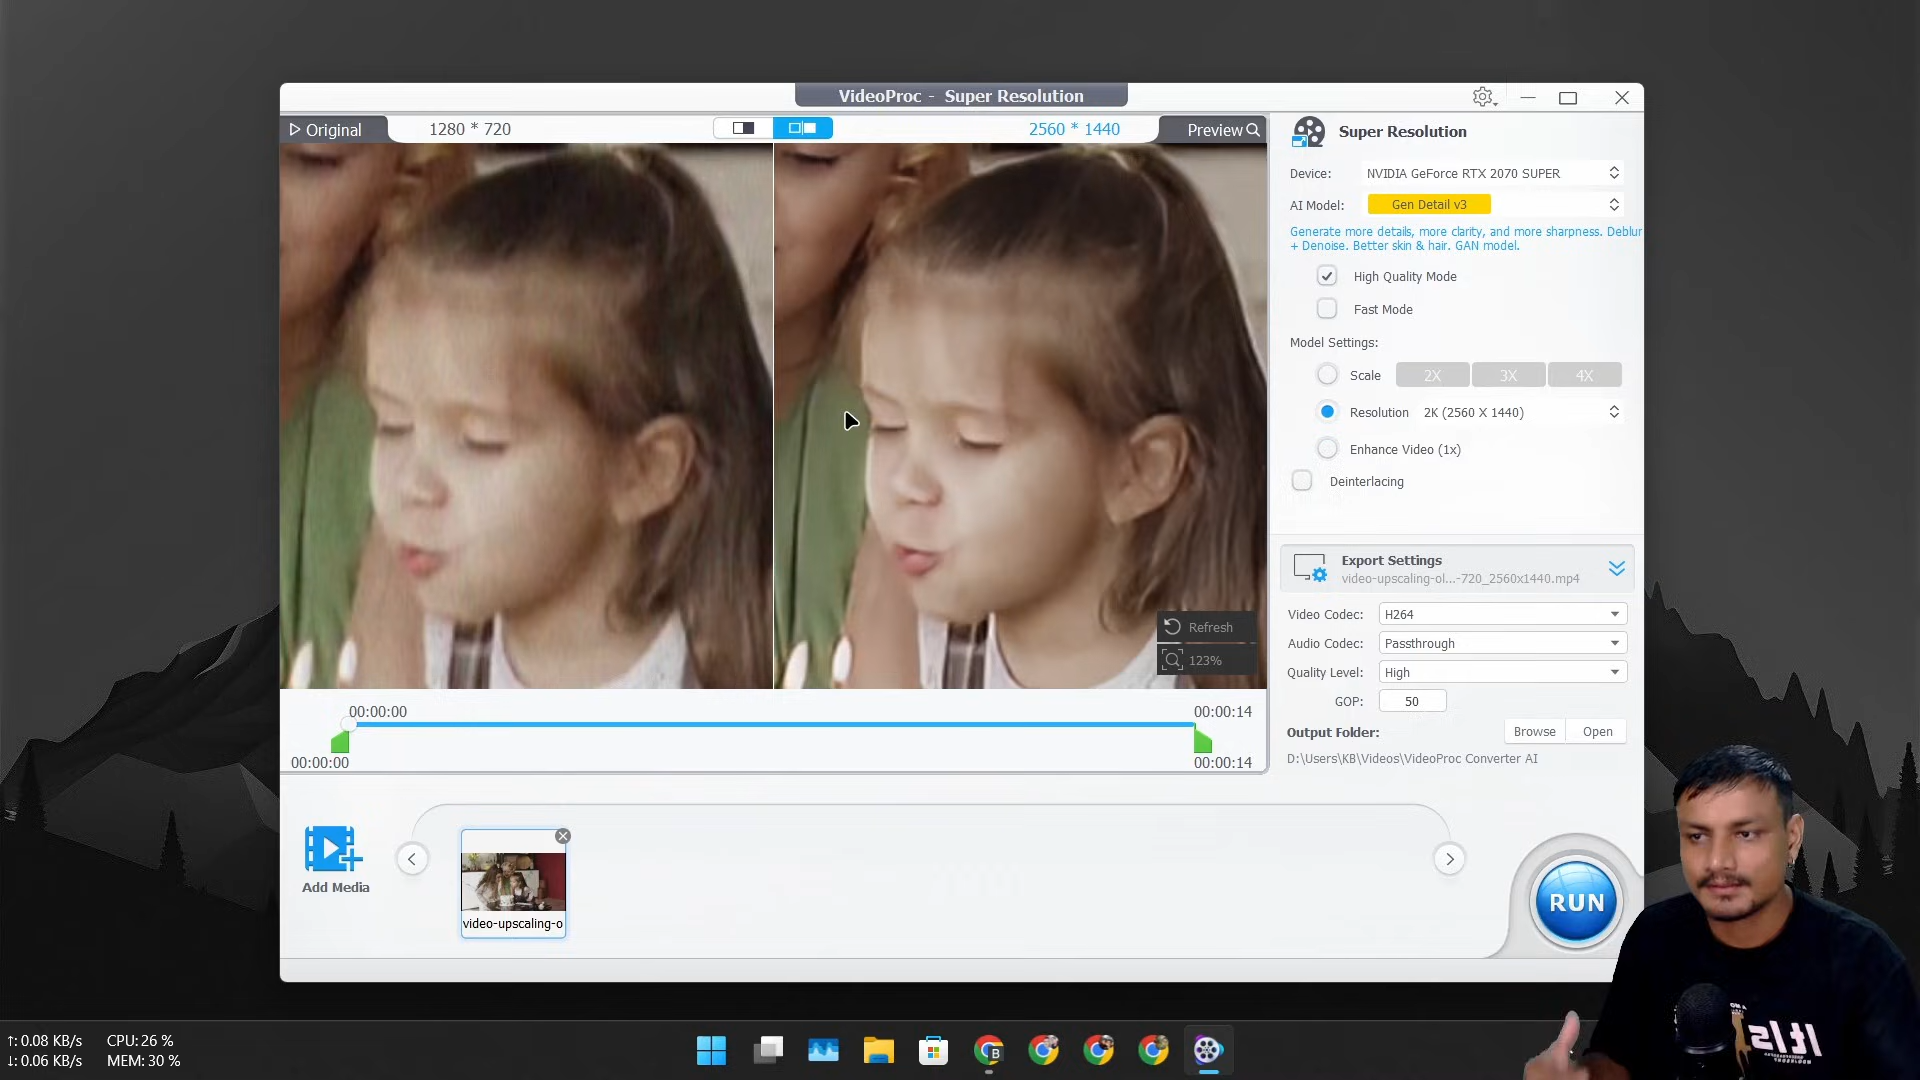 VideoProc - Super Resolution
Original
1280 * 720
2560 * 1440
Preview
Super Resolution
Device:
NVIDIA GeForce RTX 2070 SUPER
AI Model:
Gen Detail v3
Generate more details, more clarity, and more sharpness. Deblur
+ Denoise. Better skin & hair. GAN model.
High Quality Mode
Fast Mode
Model Settings:
Scale
2X
3X
4X
Resolution
2K (2560 X 1440)
Enhance Video (1x)
Deinterlacing
Refresh
123%
Export Settings
video-upscaling-ol...-720_2560x1440.mp4
Video Codec:
H264
Audio Codec:
Passthrough
Quality Level:
High
GOP:
50
Output Folder:
Browse
Open
D:\Users\KB\Videos\VideoProc Converter AI
00:00:00
00:00:14
00:00:00
00:00:14
Add Media
video-upscaling-o
RUN
↑: 0.08 KB/s
CPU: 26 %
↓: 0.06 KB/s
MEM: 30 %
B